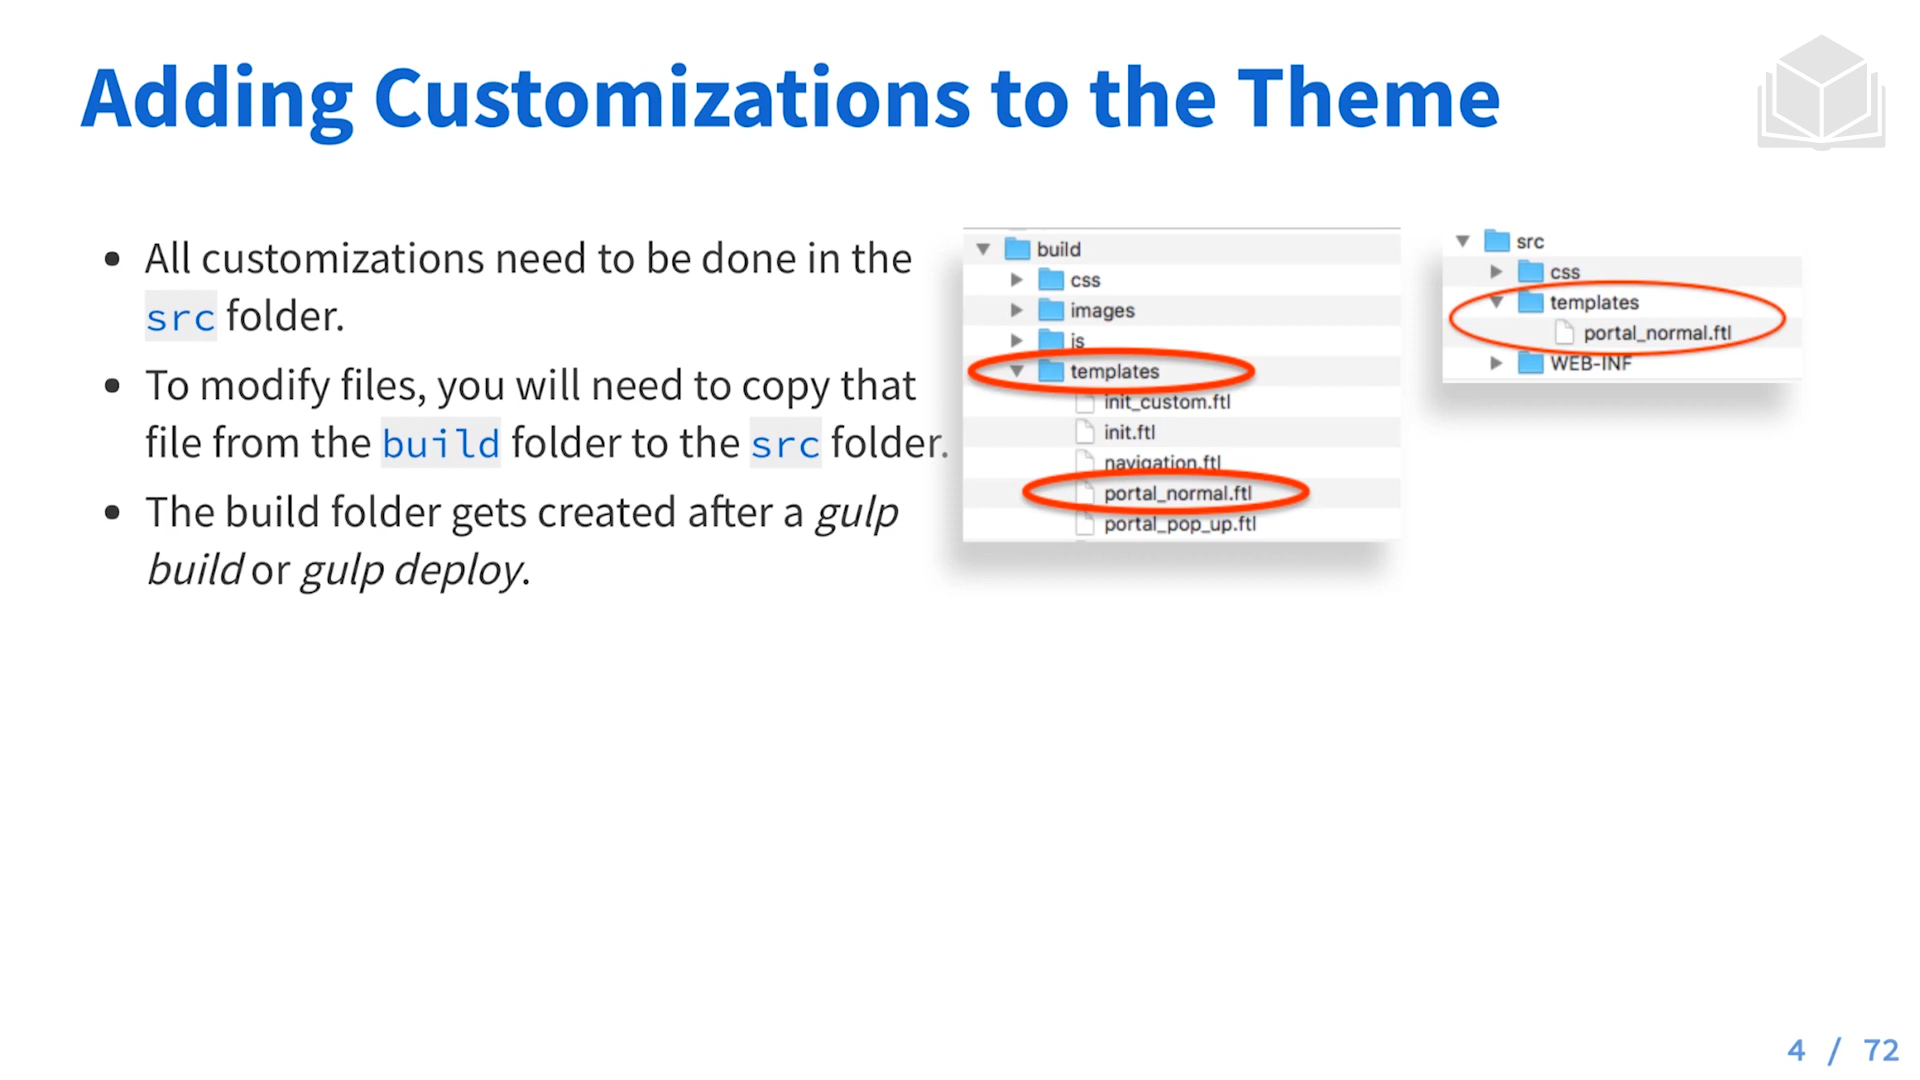 Adding Customizations to the Theme
• All customizations need to be done in the
src folder.
• To modify files, you will need to copy that
file from the build folder to the src folder.
• The build folder gets created after a gulp
build or gulp deploy.
build
css
images
js
templates
init_custom.ftl
init.ftl
navigation.ftl
portal_normal.ftl
portal_pop_up.ftl
src
css
templates
portal_normal.ftl
WEB-INF
4 / 72